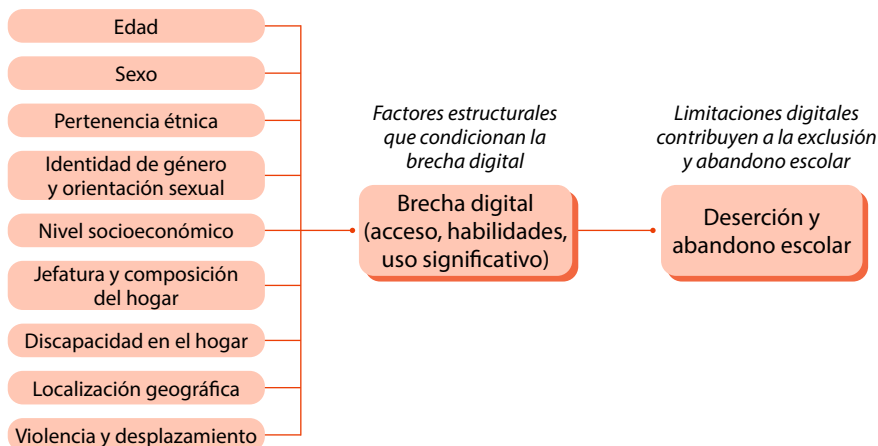 Edad
Sexo
Pertenencia étnica
Identidad de género
y orientación sexual
Nivel socioeconómico
Jefatura y composición
del hogar
Discapacidad en el hogar
Localización geográfica
Violencia y desplazamiento
Factores estructurales
que condicionan la
brecha digital
Brecha digital
(acceso, habilidades,
uso significativo)
Limitaciones digitales
contribuyen a la exclusión
y abandono escolar
Deserción y
abandono escolar